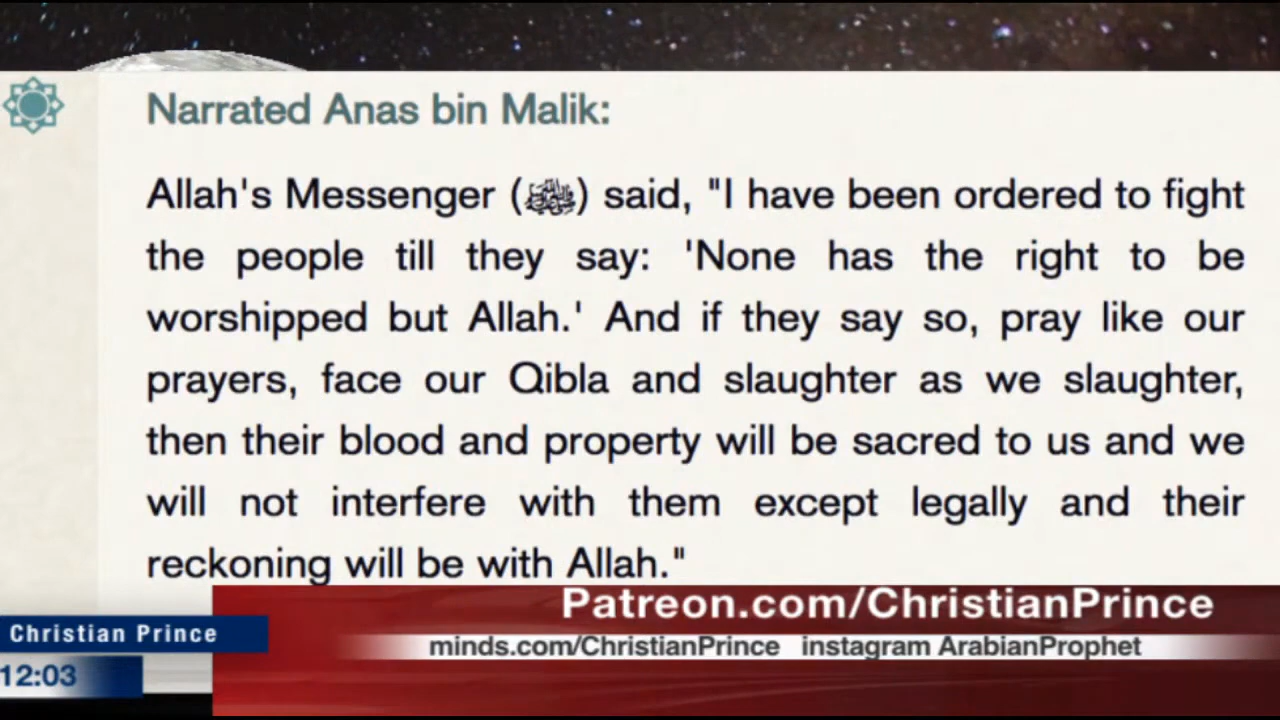 Narrated Anas bin Malik:
Allah's Messenger (ﷺ) said, "I have been ordered to fight
the people till they say: 'None has the right to be
worshipped but Allah.' And if they say so, pray like our
prayers, face our Qibla and slaughter as we slaughter,
then their blood and property will be sacred to us and we
will not interfere with them except legally and their
reckoning will be with Allah."
Patreon.com/ChristianPrince
Christian Prince
minds.com/ChristianPrince instagram ArabianProphet
12:03